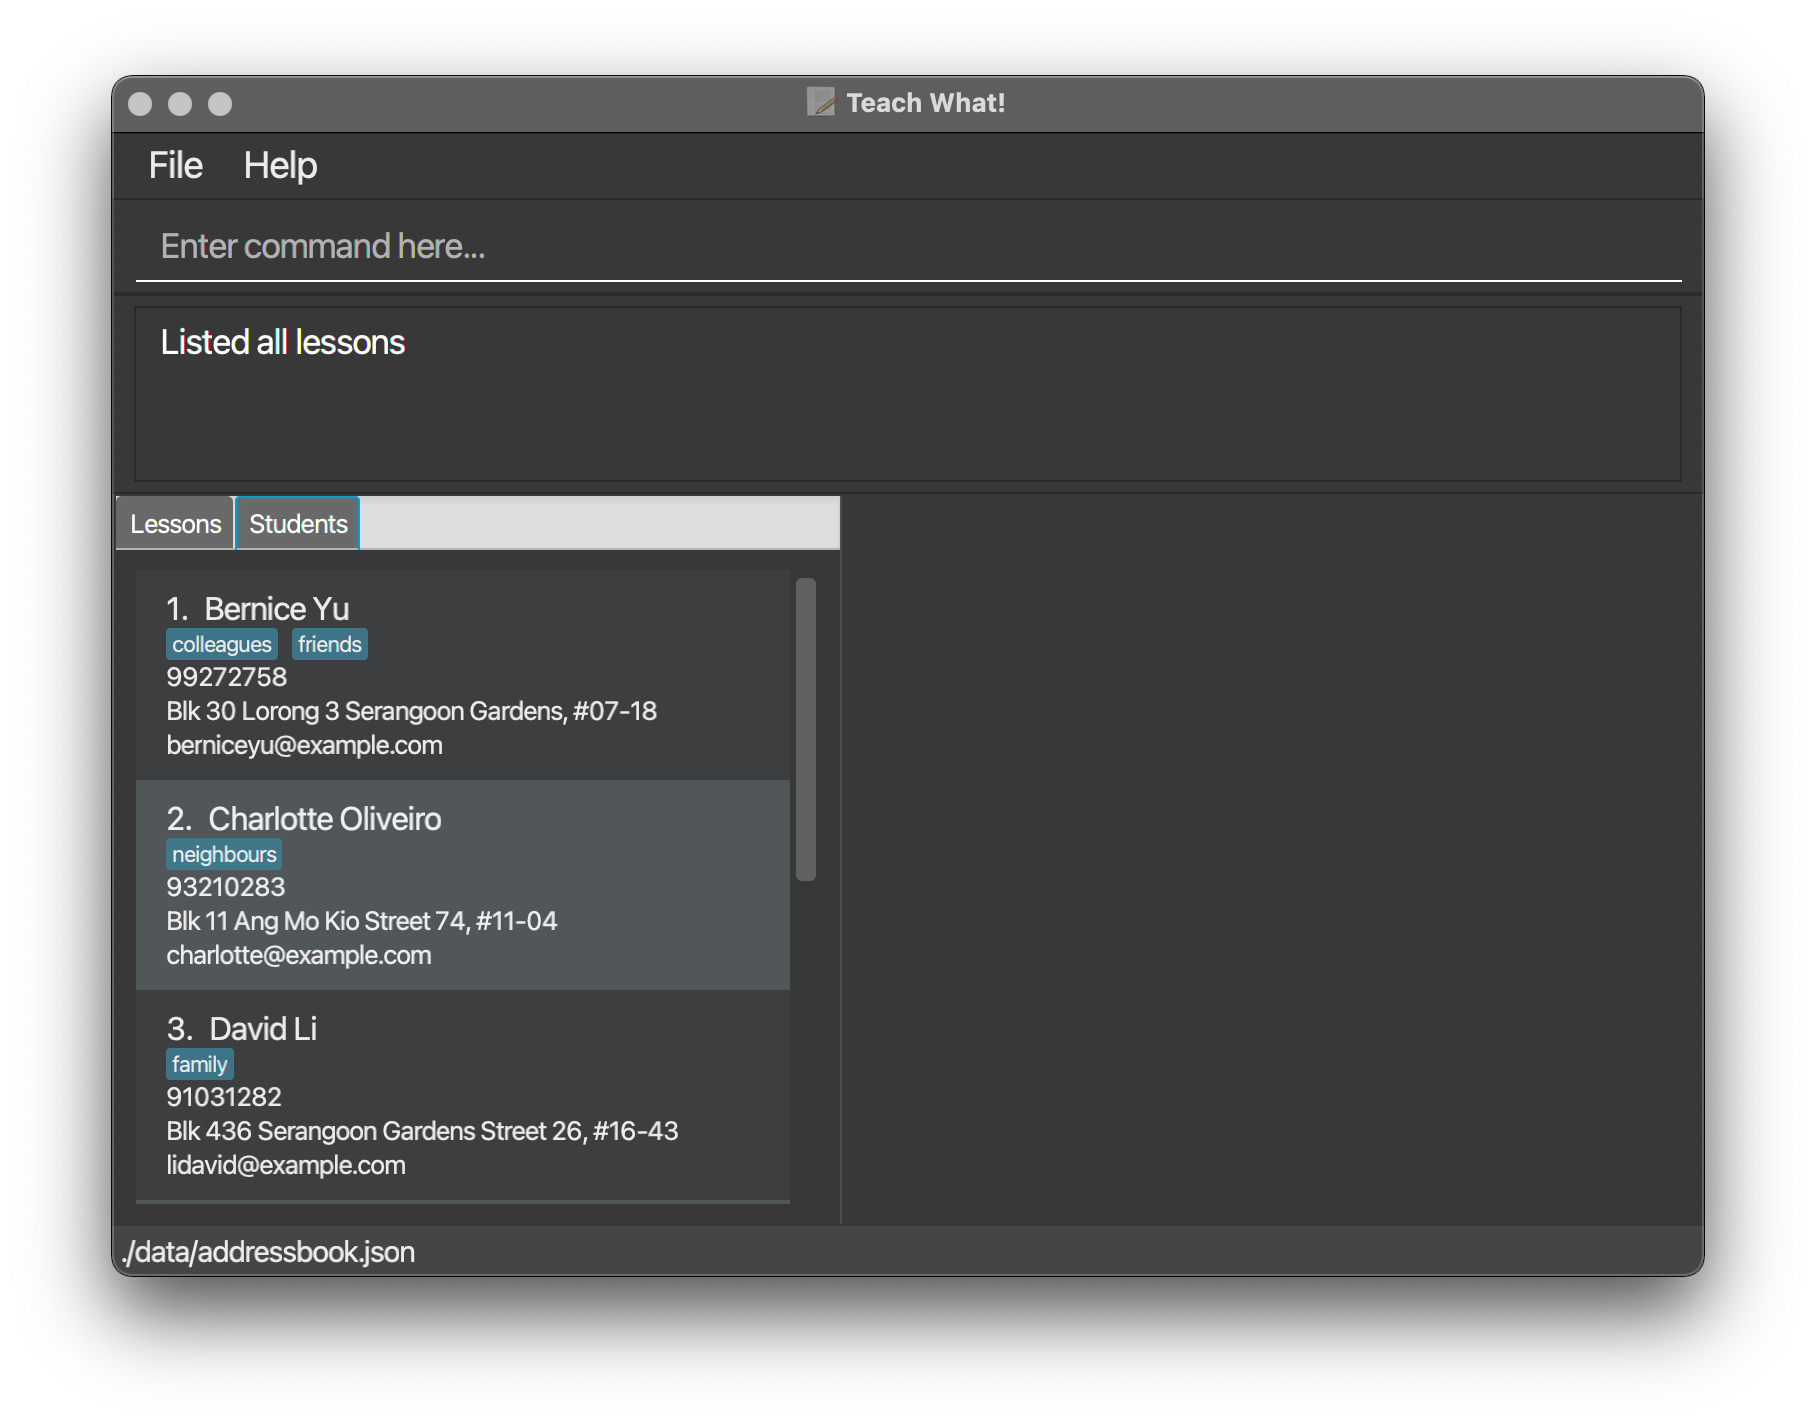 Teach What!
File Help
Enter command here...
Listed all lessons
Lessons Students
1. Bernice Yu
colleagues friends
99272758
Blk 30 Lorong 3 Serangoon Gardens, #07-18
berniceyu@example.com
2. Charlotte Oliveiro
neighbours
93210283
Blk 11 Ang Mo Kio Street 74, #11-04
charlotte@example.com
3. David Li
family
91031282
Blk 436 Serangoon Gardens Street 26, #16-43
lidavid@example.com
./data/addressbook.json